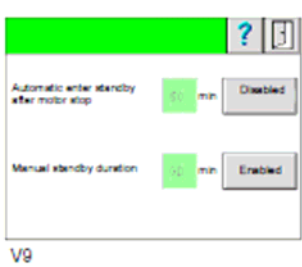 ?
Automatic enter standby
after motor stop
min
Disabled
Manual standby duration
min
Enabled
V9